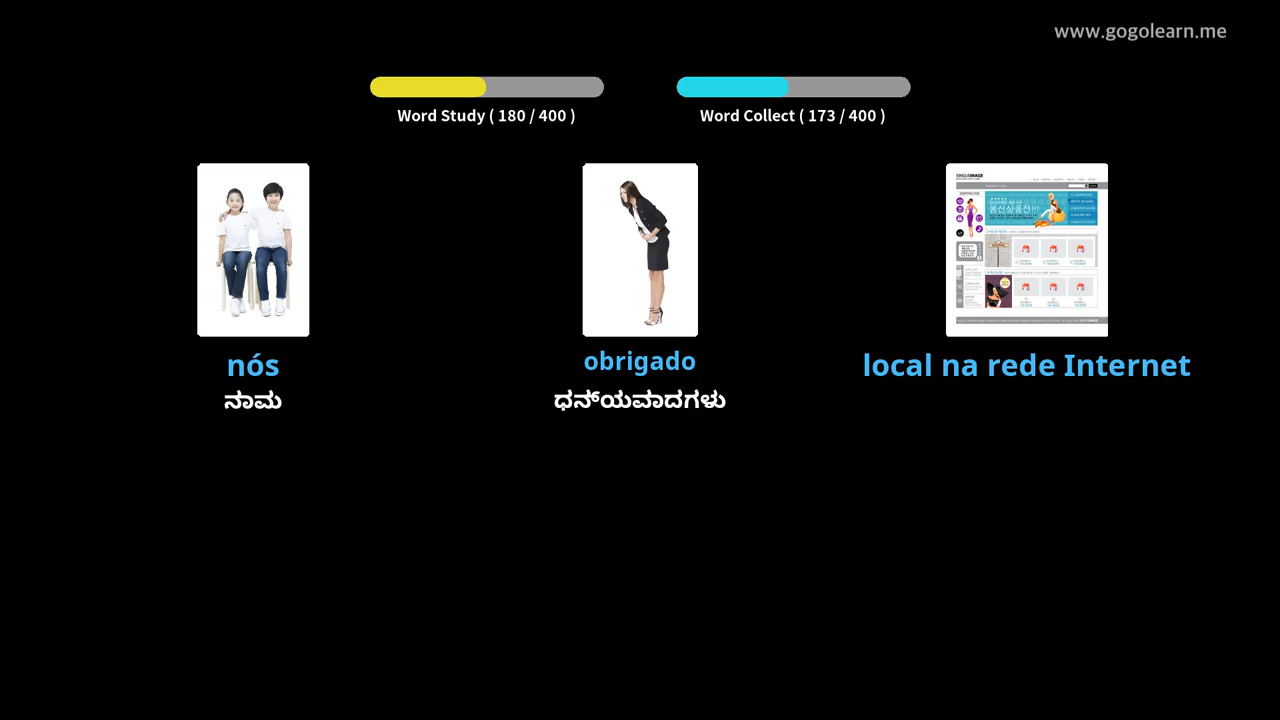 www.gogolearn.me
Word Study ( 180 / 400 )
Word Collect ( 173 / 400 )
nós
obrigado
local na rede Internet
ನಾಮ
ಧನ್ಯವಾದಗಳು